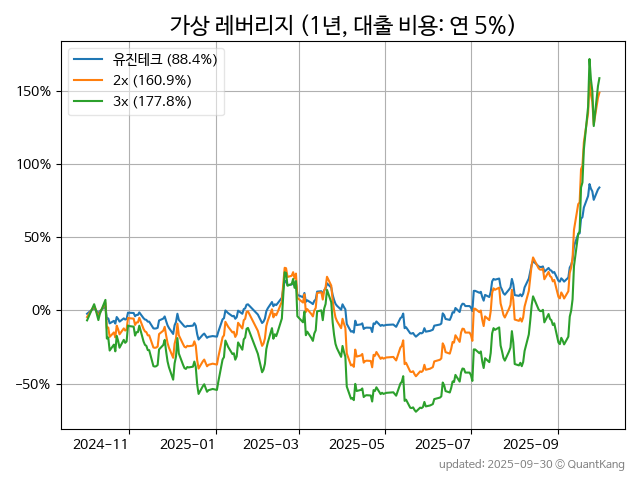 가상 레버리지 (1년, 대출 비용: 연 5%)
유진테크 (88.4%)
2x (160.9%)
3x (177.8%)
150%
100%
50%
0%
−50%
2024-11
2025-01
2025-03
2025-05
2025-07
2025-09
updated: 2025-09-30 © QuantKang